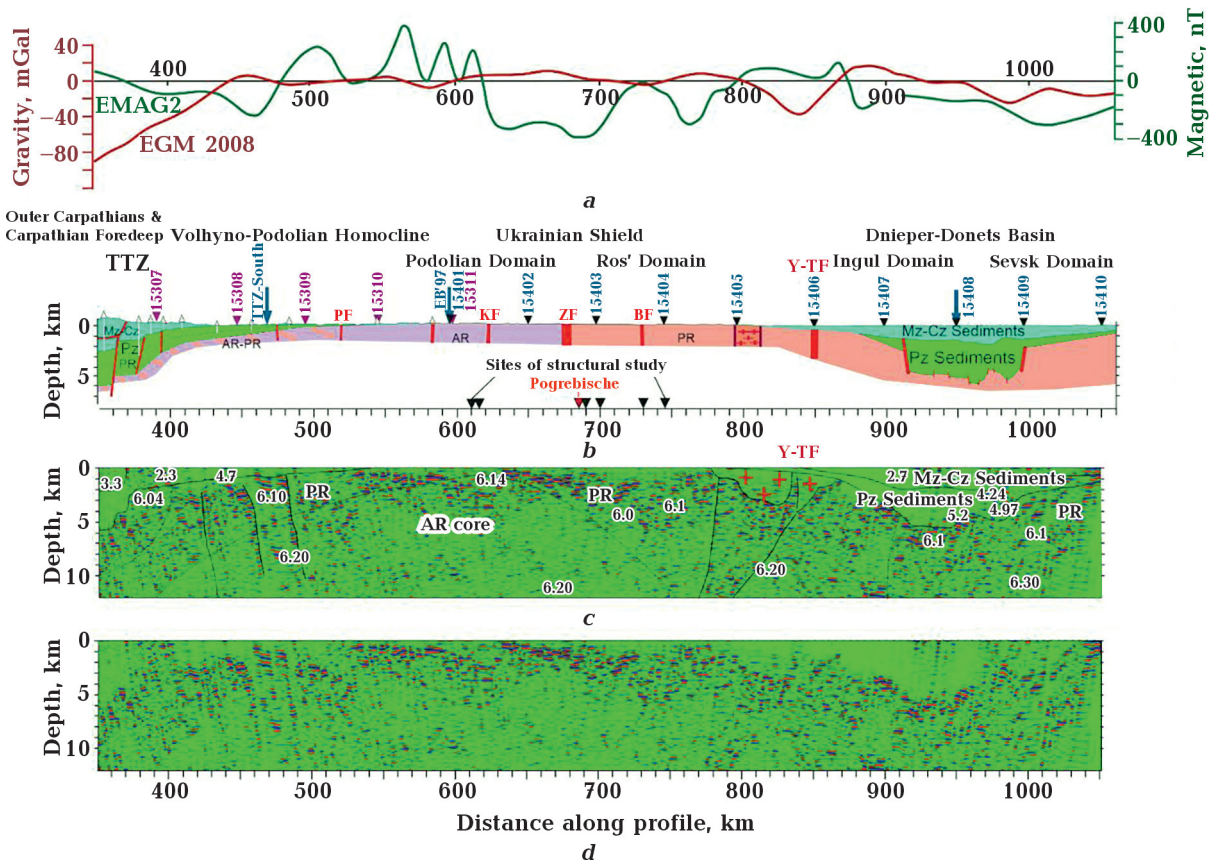 Gravity, mGal
40
0
−40
−80
400
500
600
700
800
900
1000
EMAG2
EGM 2008
400
0
−400
Magnetic, nT
a
Outer Carpathians &
Carpathian Foredeep
Volhyno-Podolian Homocline
Ukrainian Shield
Dnieper-Donets Basin
TTZ
Podolian Domain
Ros' Domain
Y-TF
Ingul Domain
Sevsk Domain
15307
15308
TTZ-South
15309
15310
EB'97
15401
15311
15402
15403
15404
15405
15406
15407
15408
15409
15410
PF
KF
ZF
BF
Depth, km
0
5
Mz-Cz
Pz
PR
AR-PR
AR
PR
Mz-Cz Sediments
Pz Sediments
Sites of structural study
Pogrebische
400
500
600
700
800
900
1000
b
Y-TF
Depth, km
0
5
10
3.3
2.3
4.7
6.04
6.10
PR
6.20
6.14
AR core
PR
6.0
6.1
6.20
6.20
2.7 Mz-Cz Sediments
Pz Sediments
4.24
4.97
5.2
6.1
PR
6.1
6.30
c
Depth, km
0
5
10
400
500
600
700
800
900
1000
Distance along profile, km
d